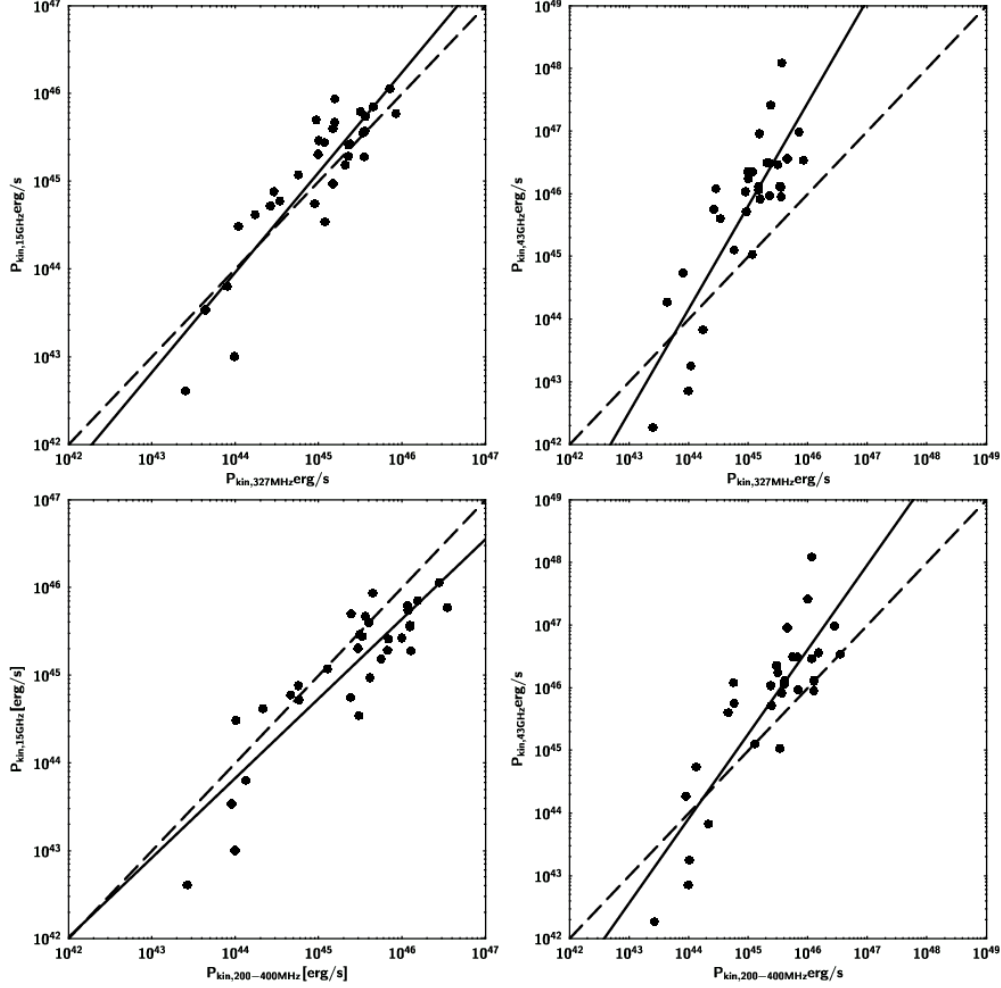 10^47
10^46
10^45
10^44
10^43
10^42
P_kin,15GHz erg/s
10^42 10^43 10^44 10^45 10^46 10^47
P_kin,327MHz erg/s
10^49
10^48
10^47
10^46
10^45
10^44
10^43
10^42
P_kin,43GHz erg/s
10^42 10^43 10^44 10^45 10^46 10^47 10^48 10^49
P_kin,327MHz erg/s
10^47
10^46
10^45
10^44
10^43
10^42
P_kin,15GHz [erg/s]
10^42 10^43 10^44 10^45 10^46 10^47
P_kin,200−400MHz [erg/s]
10^49
10^48
10^47
10^46
10^45
10^44
10^43
10^42
P_kin,43GHz erg/s
10^42 10^43 10^44 10^45 10^46 10^47 10^48 10^49
P_kin,200−400MHz erg/s